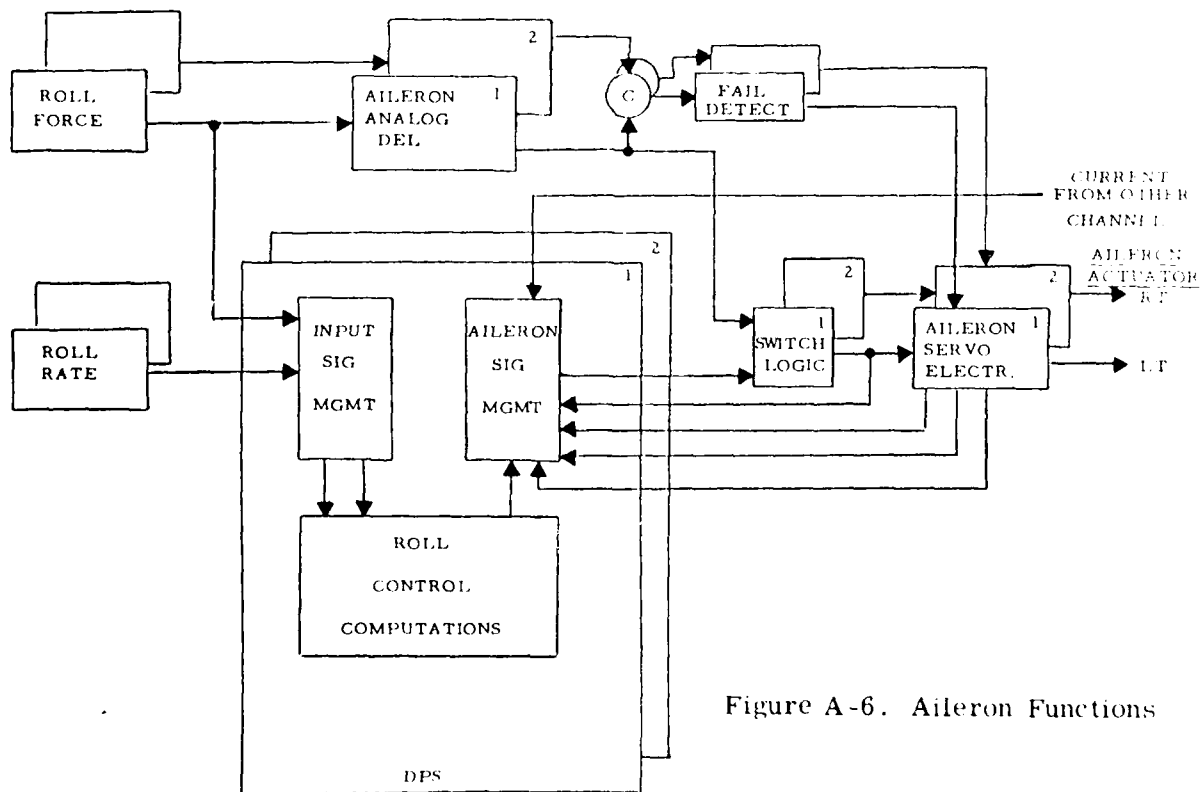 ROLL
FORCE
2
1
AILERON
ANALOG
DEL
C
FAIL
DETECT
CURRENT
FROM OTHER
CHANNEL
2
1
ROLL
RATE
INPUT
SIG
MGMT
AILERON
SIG
MGMT
2
1
SWITCH
LOGIC
2
1
AILERON
SERVO
ELECTR.
AILERON
ACTUATOR
RT
LT
ROLL
CONTROL
COMPUTATIONS
DPS
Figure A-6. Aileron Functions